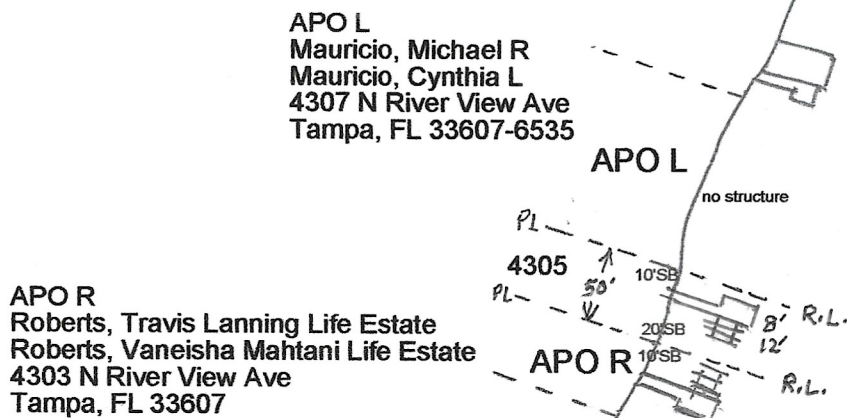 APO L
Mauricio, Michael R
Mauricio, Cynthia L
4307 N River View Ave
Tampa, FL 33607-6535
APO L
no structure
PL
4305
50'
10'SB
PL
R.L.
8'
12'
20'SB
APO R
10'SB
R.L.
APO R
Roberts, Travis Lanning Life Estate
Roberts, Vaneisha Mahtani Life Estate
4303 N River View Ave
Tampa, FL 33607